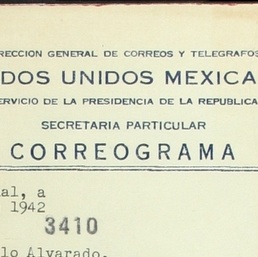 RECCION GENERAL DE CORREOS Y TELEGRAFOS
DOS UNIDOS MEXICA
ERVICIO DE LA PRESIDENCIA DE LA REPUBLICA
SECRETARIA PARTICULAR
CORREOGRAMA
al, a
1942
3410
lo Alvarado.